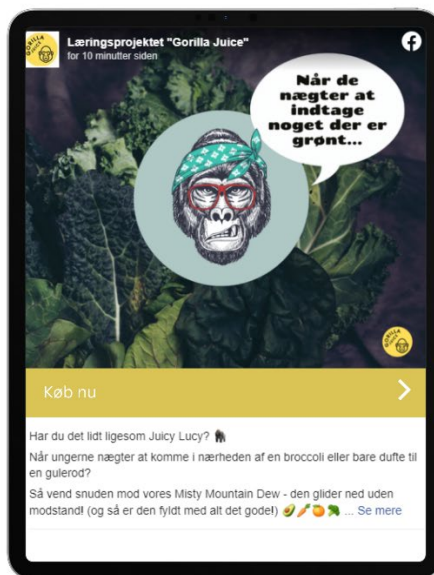 GORILLA JUICE
Læringsprojektet "Gorilla Juice"
for 10 minutter siden
Når de
nægter at
indtage
noget der er
grønt...
GORILLA
Køb nu
Har du det lidt ligesom Juicy Lucy? 🦍
Når ungerne nægter at komme i nærheden af en broccoli eller bare dufte til
en gulerod?
Så vend snuden mod vores Misty Mountain Dew - den glider ned uden
modstand! (og så er den fyldt med alt det gode!) 🥑🥕🍊🥦 ... Se mere